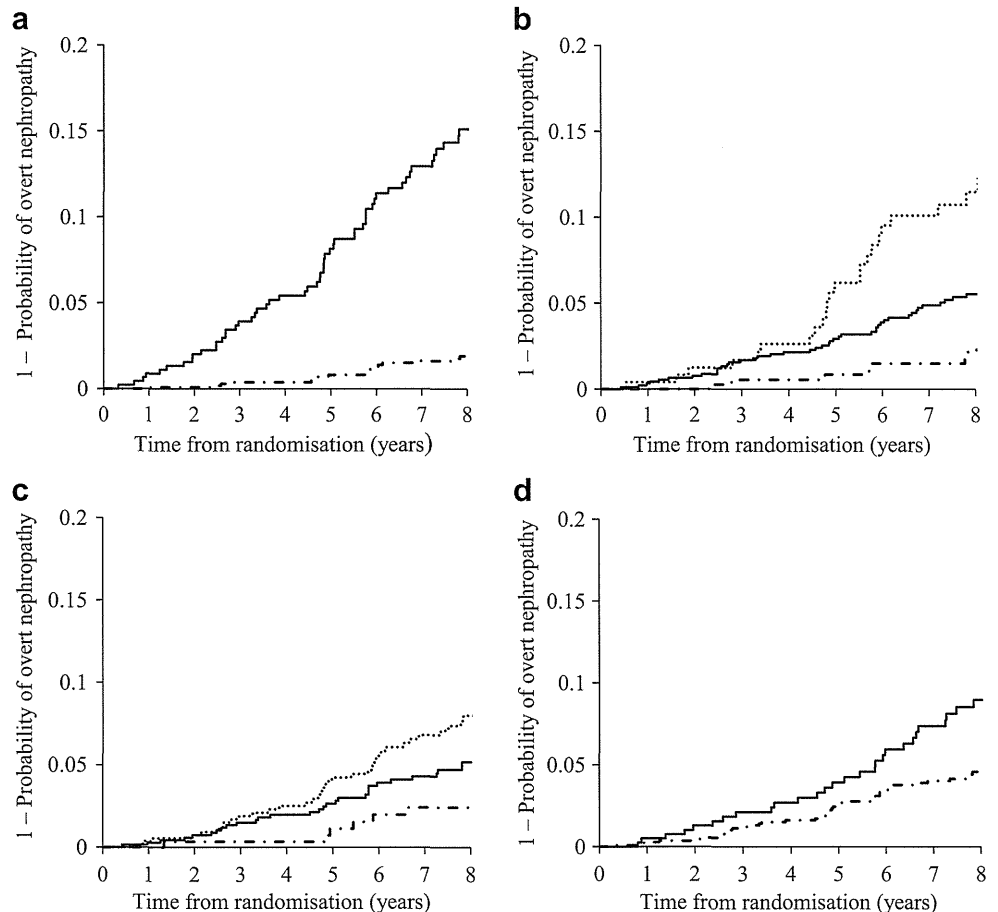 a
1 – Probability of overt nephropathy
0.2
0.15
0.1
0.05
0
0 1 2 3 4 5 6 7 8
Time from randomisation (years)
b
1 – Probability of overt nephropathy
0.2
0.15
0.1
0.05
0
0 1 2 3 4 5 6 7 8
Time from randomisation (years)
c
1 – Probability of overt nephropathy
0.2
0.15
0.1
0.05
0
0 1 2 3 4 5 6 7 8
Time from randomisation (years)
d
1 – Probability of overt nephropathy
0.2
0.15
0.1
0.05
0
0 1 2 3 4 5 6 7 8
Time from randomisation (years)